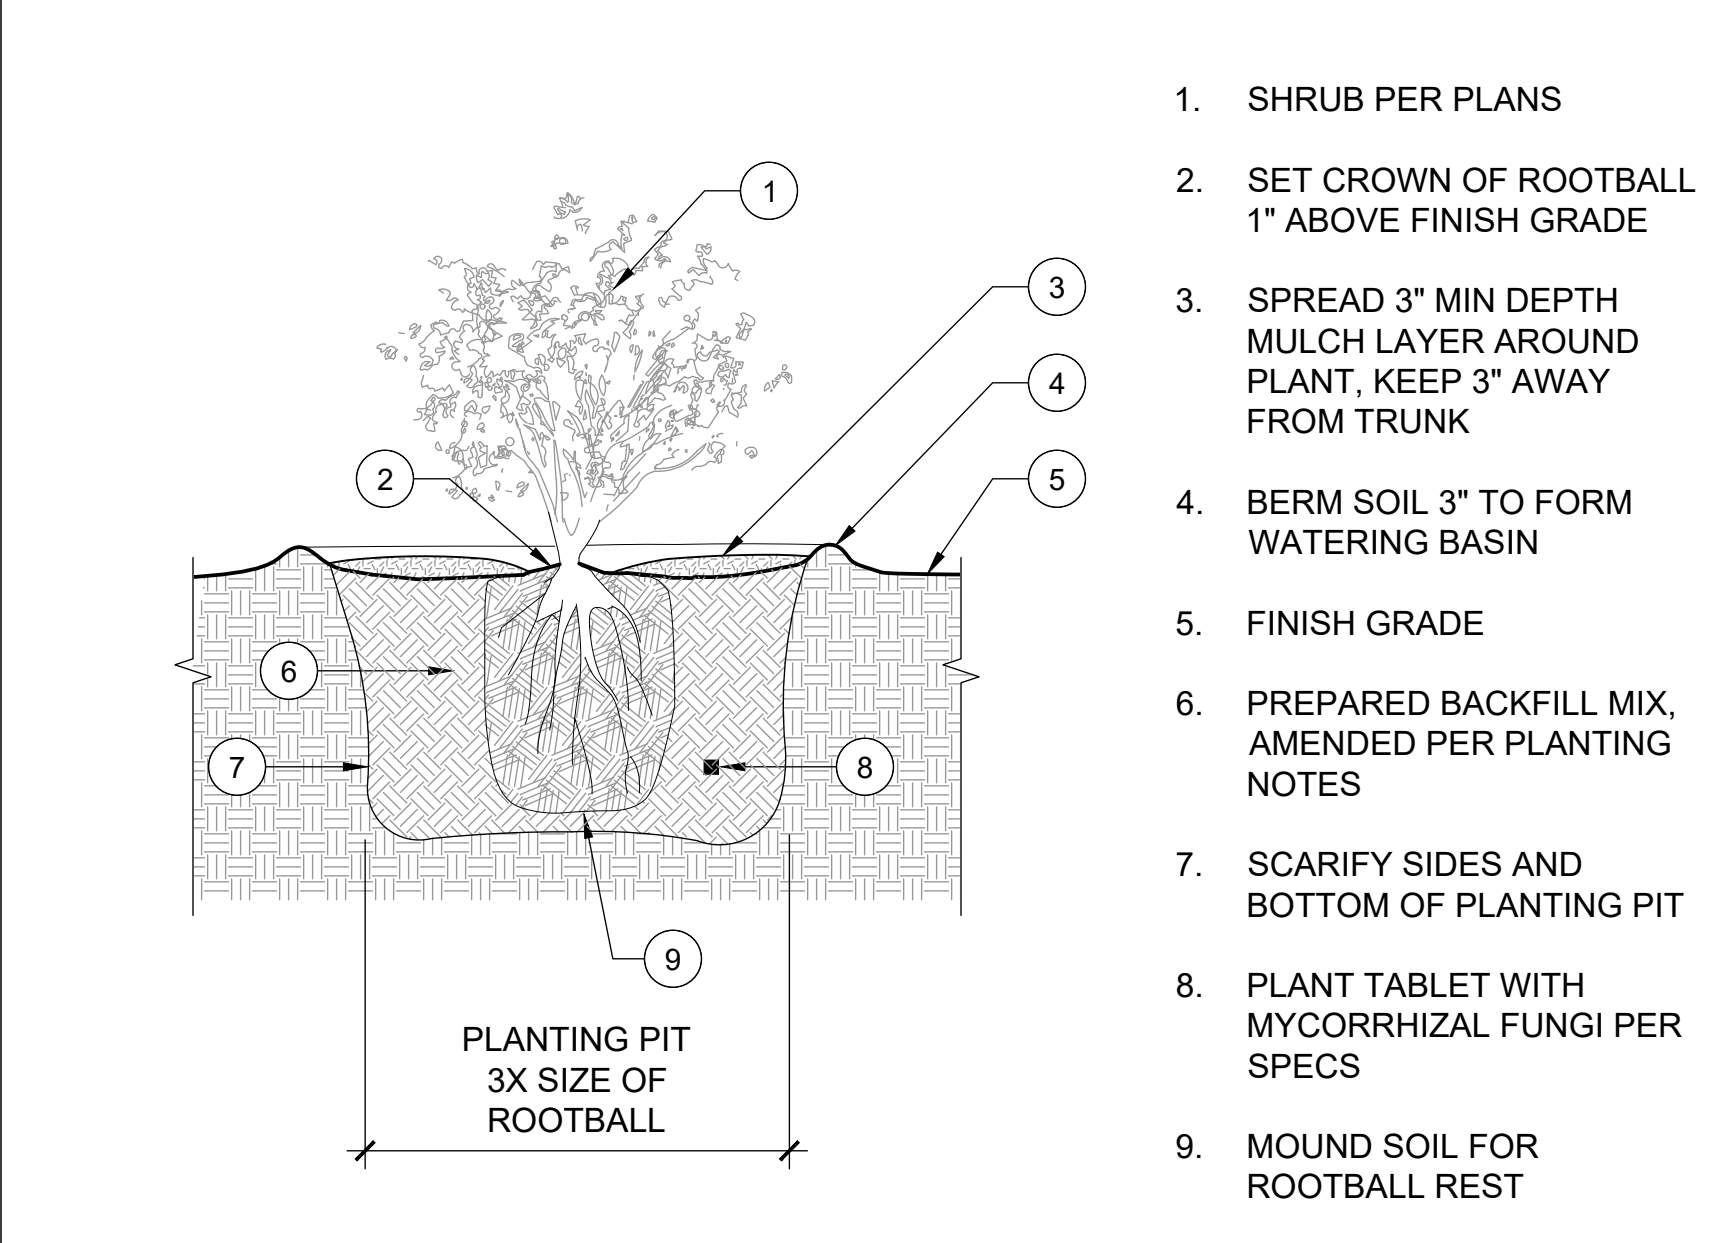 1
2
3
4
5
6
7
8
9
PLANTING PIT
3X SIZE OF
ROOTBALL
1. SHRUB PER PLANS
2. SET CROWN OF ROOTBALL
1" ABOVE FINISH GRADE
3. SPREAD 3" MIN DEPTH
MULCH LAYER AROUND
PLANT, KEEP 3" AWAY
FROM TRUNK
4. BERM SOIL 3" TO FORM
WATERING BASIN
5. FINISH GRADE
6. PREPARED BACKFILL MIX,
AMENDED PER PLANTING
NOTES
7. SCARIFY SIDES AND
BOTTOM OF PLANTING PIT
8. PLANT TABLET WITH
MYCORRHIZAL FUNGI PER
SPECS
9. MOUND SOIL FOR
ROOTBALL REST